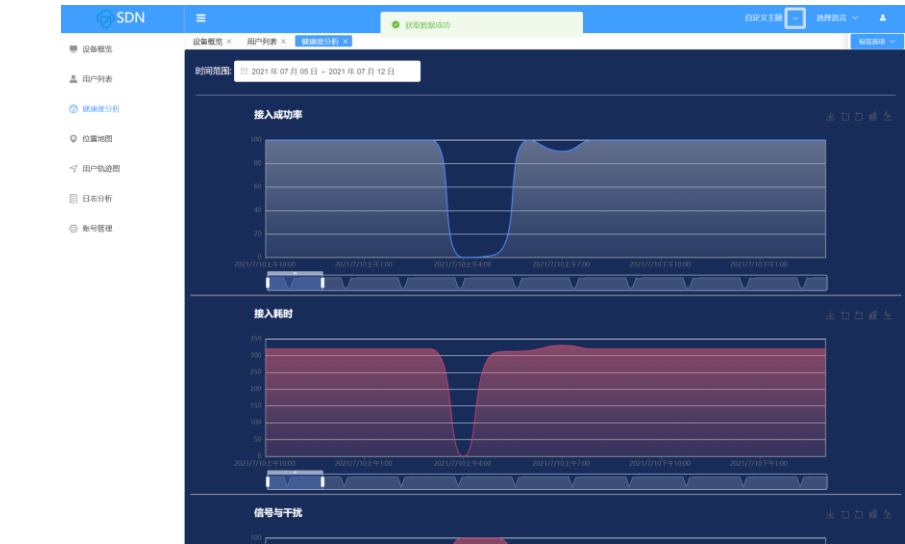 SDN
获取数据成功
自定义主题
选择语言
设备概览
用户列表
健康度分析
位置地图
用户轨迹图
日志分析
账号管理
设备概览 × 用户列表 × 健康度分析 ×
标签选项
时间范围: 2021 年 07 月 05 日 - 2021 年 07 月 12 日
接入成功率
100
80
60
40
20
0
2021/7/10上午10:00 2021/7/10上午1:00 2021/7/10上午4:00 2021/7/10上午7:00 2021/7/10下午10:00 2021/7/10下午1:00
接入耗时
350
300
250
200
150
100
50
0
2021/7/10上午10:00 2021/7/10上午1:00 2021/7/10上午4:00 2021/7/10上午7:00 2021/7/10下午10:00 2021/7/10下午1:00
信号与干扰
100